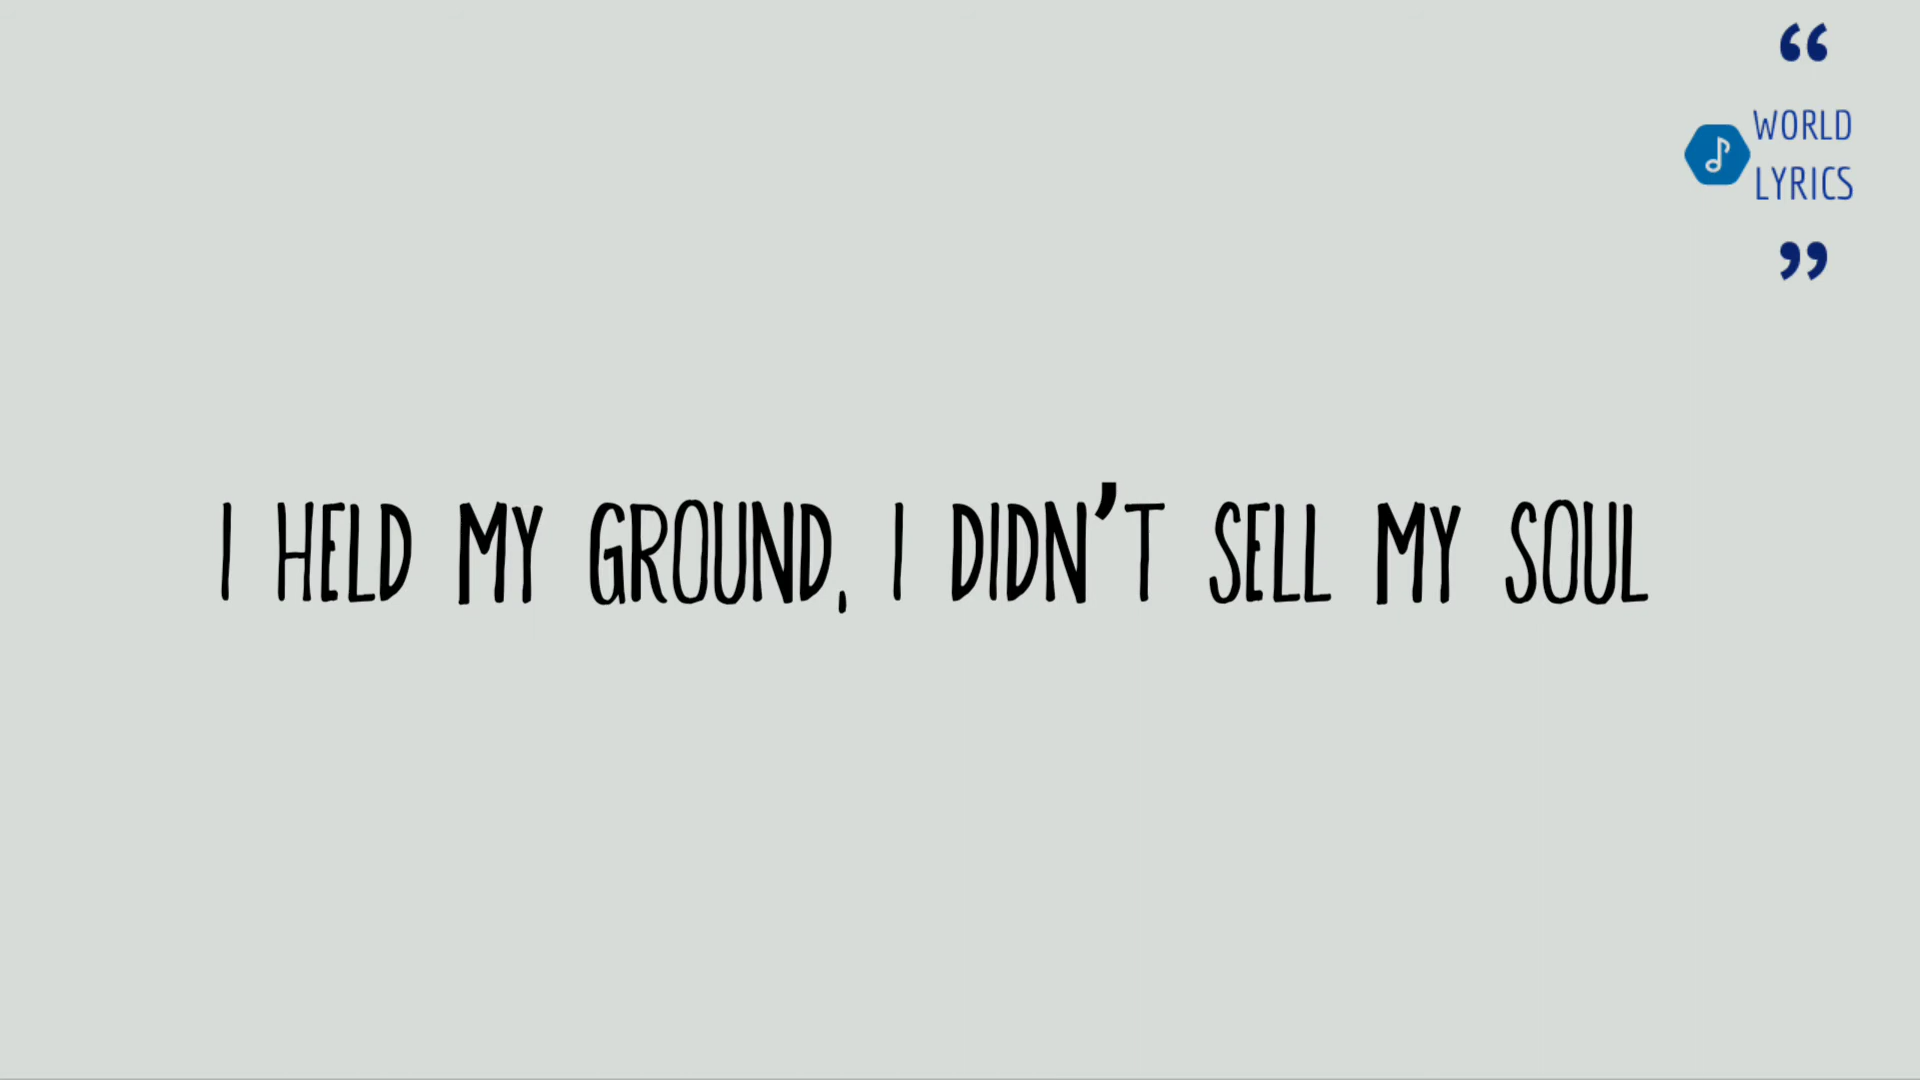 “
WORLD
LYRICS
”
I HELD MY GROUND, I DIDN’T SELL MY SOUL